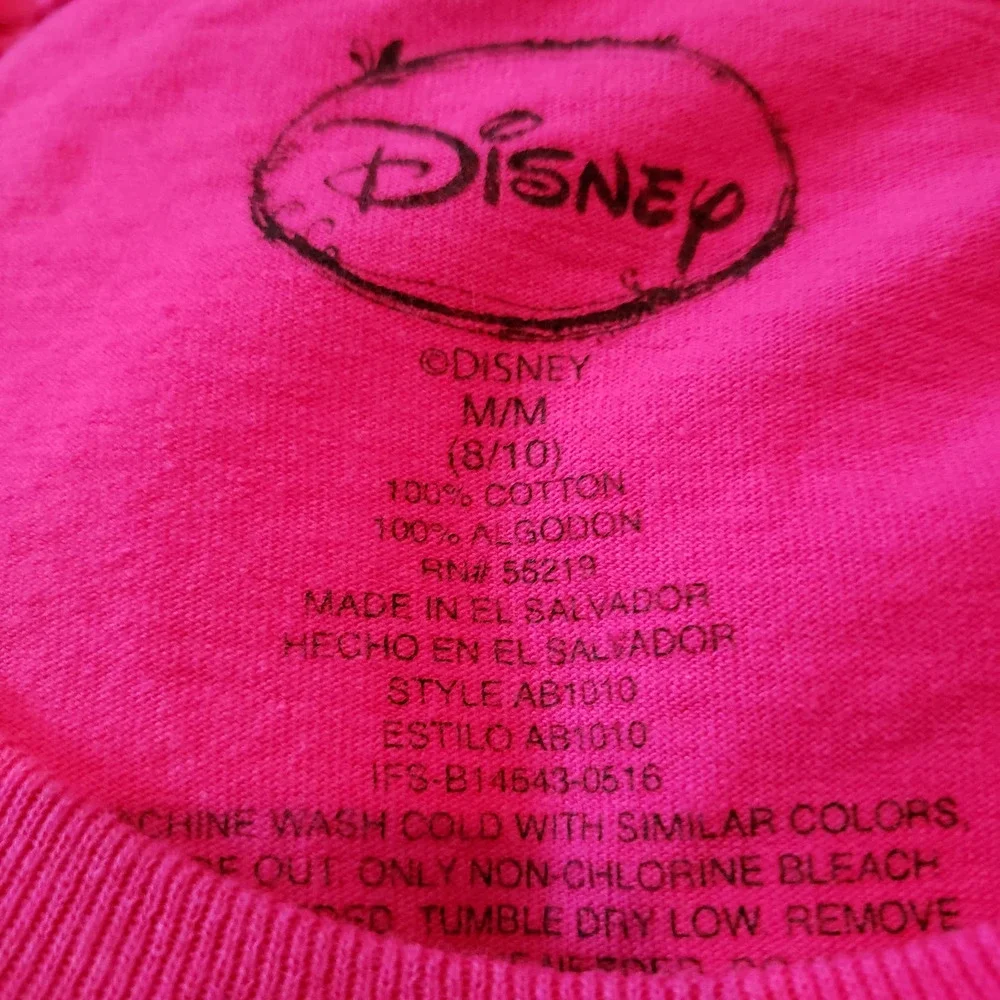 Disney
©DISNEY
M/M
(8/10)
100% COTTON
100% ALGODON
RN# 55219
MADE IN EL SALVADOR
HECHO EN EL SALVADOR
STYLE AB1010
ESTILO AB1010
IFS-B14643-0516
WASH COLD WITH SIMILAR COLORS.
OUT. ONLY NON-CHLORINE BLEACH
TUMBLE DRY LOW. REMOVE